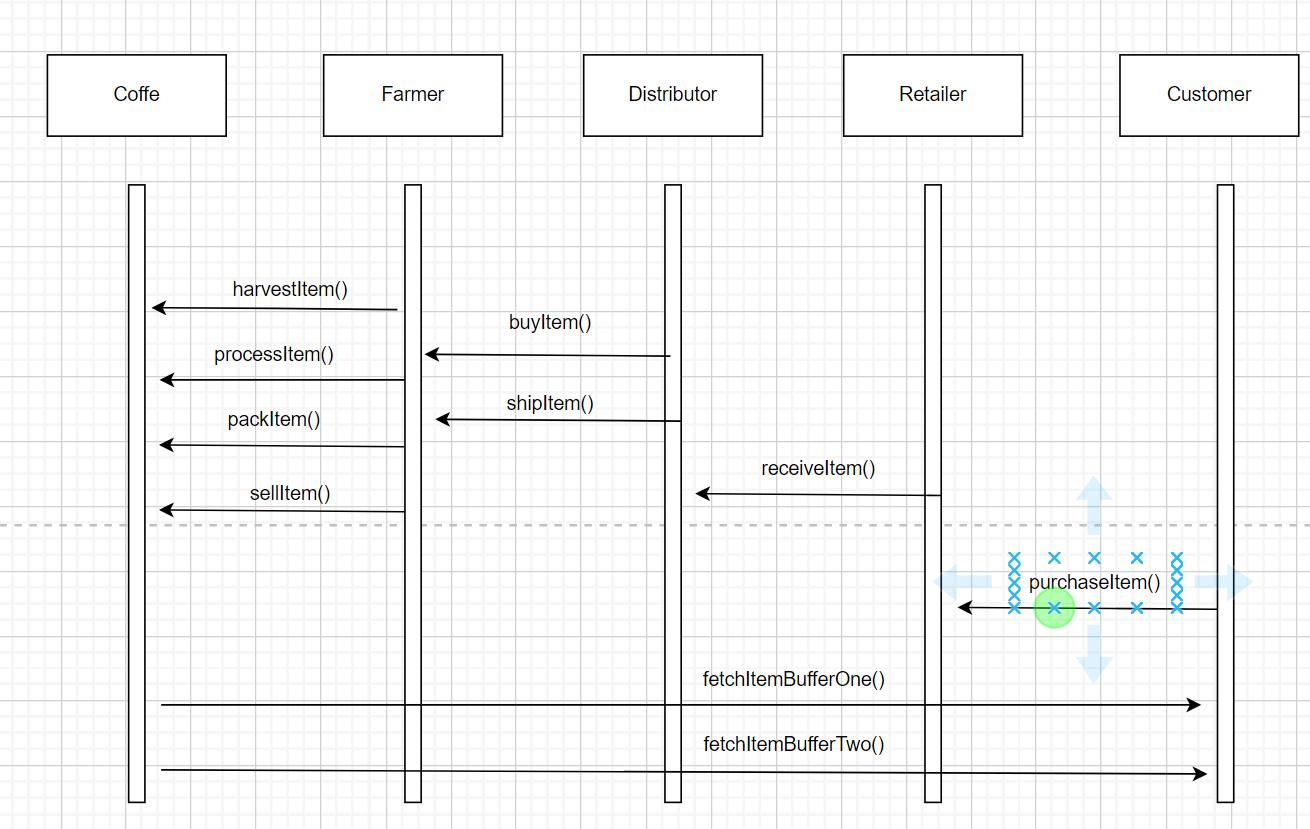 Coffe
Farmer
Distributor
Retailer
Customer
harvestItem()
buyItem()
processItem()
shipItem()
packItem()
receiveItem()
sellItem()
purchaseItem()
fetchItemBufferOne()
fetchItemBufferTwo()